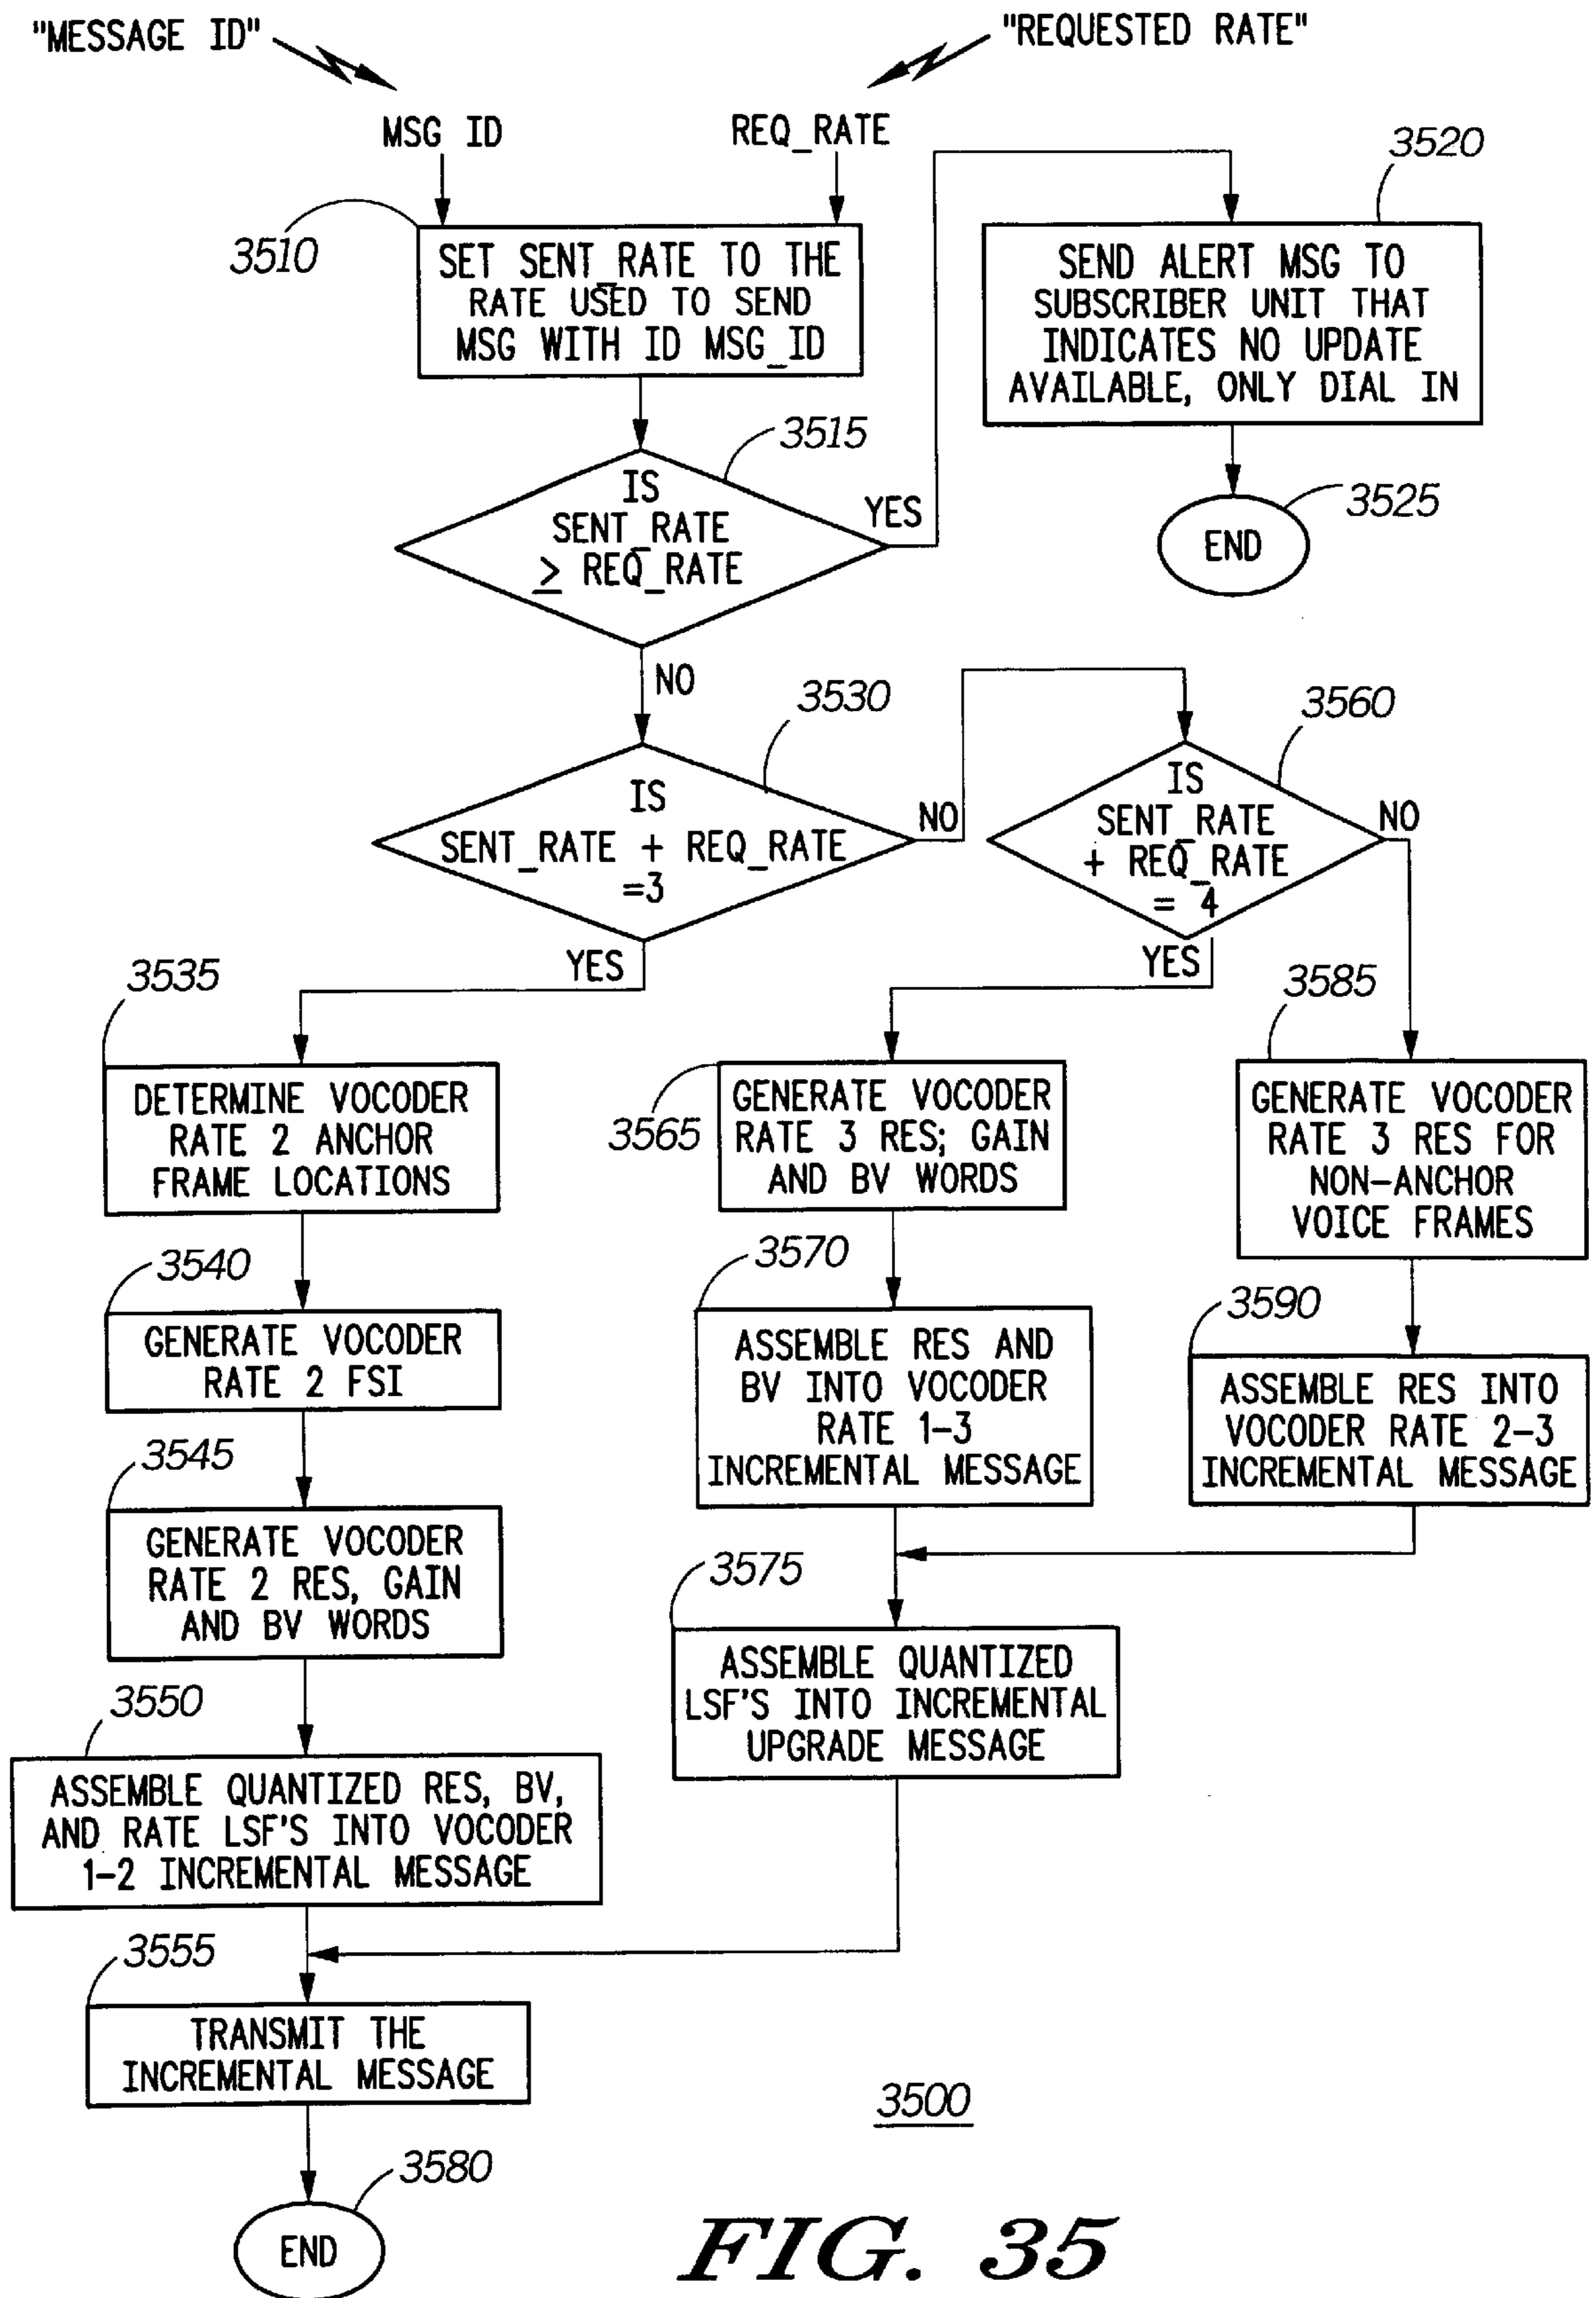 "MESSAGE ID"
"REQUESTED RATE"
MSG ID
REQ_RATE
3510
SET SENT_RATE TO THE
RATE USED TO SEND
MSG WITH ID MSG_ID
3520
SEND ALERT MSG TO
SUBSCRIBER UNIT THAT
INDICATES NO UPDATE
AVAILABLE, ONLY DIAL IN
3515
IS
SENT_RATE
≥ REQ_RATE
YES
3525
END
NO
3530
IS
SENT_RATE + REQ_RATE
=3
NO
3560
IS
SENT_RATE
+ REQ_RATE
= 4
NO
YES
YES
3535
DETERMINE VOCODER
RATE 2 ANCHOR
FRAME LOCATIONS
3565
GENERATE VOCODER
RATE 3 RES; GAIN
AND BV WORDS
3585
GENERATE VOCODER
RATE 3 RES FOR
NON-ANCHOR
VOICE FRAMES
3540
GENERATE VOCODER
RATE 2 FSI
3570
ASSEMBLE RES AND
BV INTO VOCODER
RATE 1-3
INCREMENTAL MESSAGE
3590
ASSEMBLE RES INTO
VOCODER RATE 2-3
INCREMENTAL MESSAGE
3545
GENERATE VOCODER
RATE 2 RES, GAIN
AND BV WORDS
3575
ASSEMBLE QUANTIZED
LSF'S INTO INCREMENTAL
UPGRADE MESSAGE
3550
ASSEMBLE QUANTIZED RES, BV,
AND RATE LSF'S INTO VOCODER
1-2 INCREMENTAL MESSAGE
3555
TRANSMIT THE
INCREMENTAL MESSAGE
3500
3580
END
FIG. 35